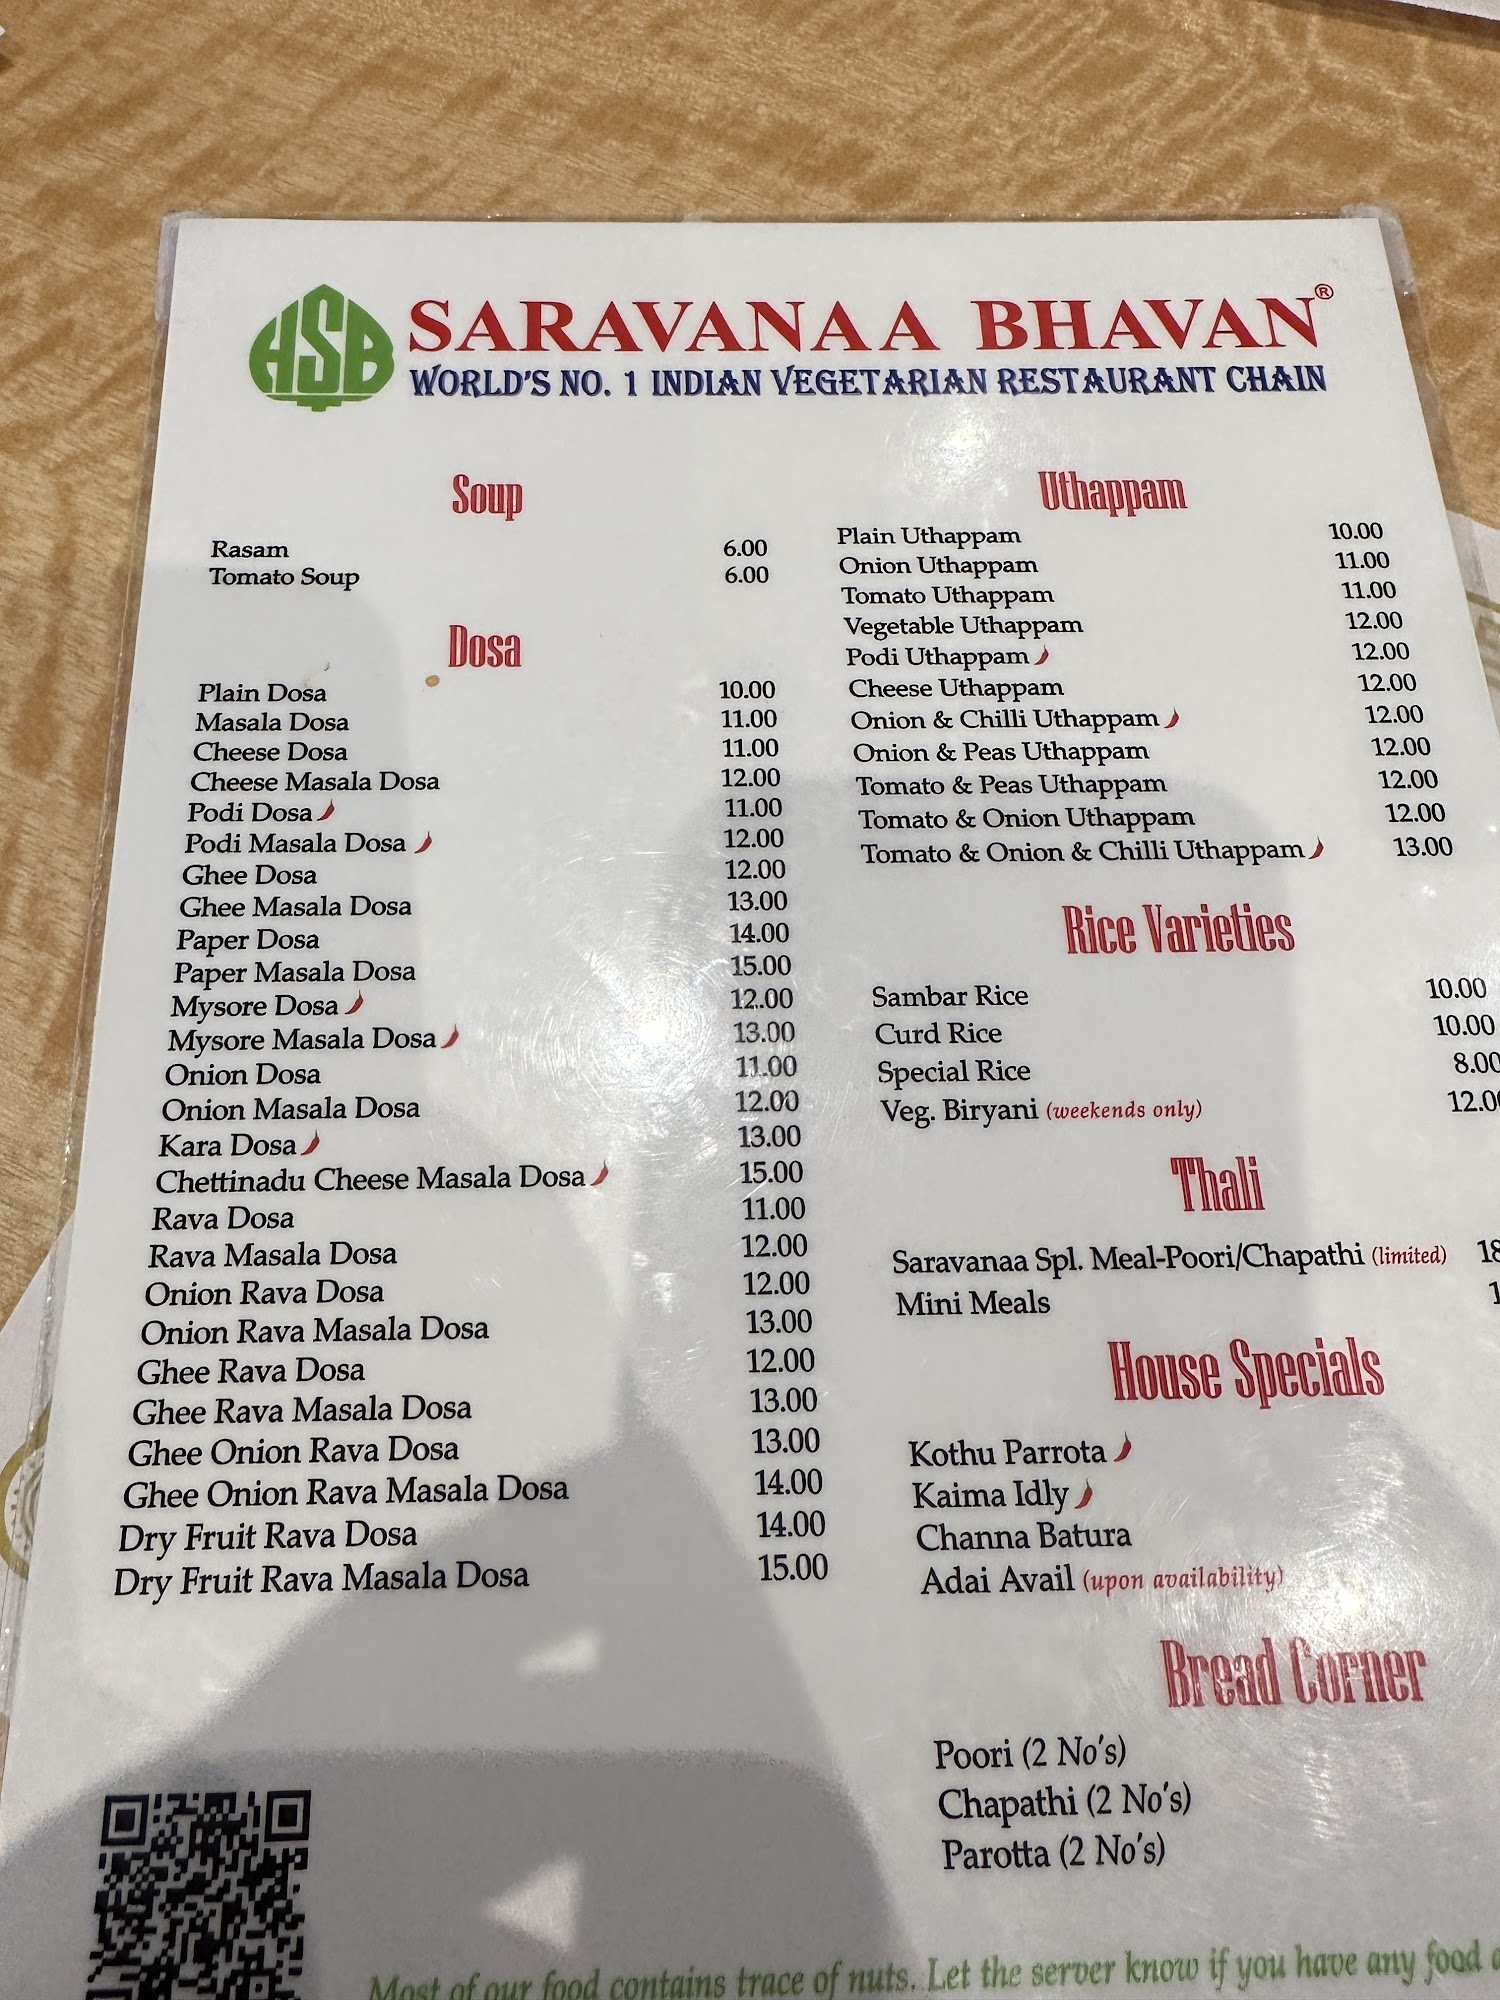 HSB
SARAVANAA BHAVAN®
WORLD'S NO. 1 INDIAN VEGETARIAN RESTAURANT CHAIN
Soup
Rasam 6.00
Tomato Soup 6.00
Dosa
Plain Dosa 10.00
Masala Dosa 11.00
Cheese Dosa 11.00
Cheese Masala Dosa 12.00
Podi Dosa 11.00
Podi Masala Dosa 12.00
Ghee Dosa 12.00
Ghee Masala Dosa 13.00
Paper Dosa 14.00
Paper Masala Dosa 15.00
Mysore Dosa 12.00
Mysore Masala Dosa 13.00
Onion Dosa 11.00
Onion Masala Dosa 12.00
Kara Dosa 13.00
Chettinadu Cheese Masala Dosa 15.00
Rava Dosa 11.00
Rava Masala Dosa 12.00
Onion Rava Dosa 12.00
Onion Rava Masala Dosa 13.00
Ghee Rava Dosa 12.00
Ghee Rava Masala Dosa 13.00
Ghee Onion Rava Dosa 13.00
Ghee Onion Rava Masala Dosa 14.00
Dry Fruit Rava Dosa 14.00
Dry Fruit Rava Masala Dosa 15.00
Uthappam
Plain Uthappam 10.00
Onion Uthappam 11.00
Tomato Uthappam 11.00
Vegetable Uthappam 12.00
Podi Uthappam 12.00
Cheese Uthappam 12.00
Onion & Chilli Uthappam 12.00
Onion & Peas Uthappam 12.00
Tomato & Peas Uthappam 12.00
Tomato & Onion Uthappam 12.00
Tomato & Onion & Chilli Uthappam 13.00
Rice Varieties
Sambar Rice 10.00
Curd Rice 10.00
Special Rice 8.00
Veg. Biryani (weekends only) 12.0
Thali
Saravanaa Spl. Meal-Poori/Chapathi (limited) 18
Mini Meals 1
House Specials
Kothu Parrota
Kaima Idly
Channa Batura
Adai Avail (upon availability)
Bread Corner
Poori (2 No's)
Chapathi (2 No's)
Parotta (2 No's)
Most of our food contains trace of nuts. Let the server know if you have any food